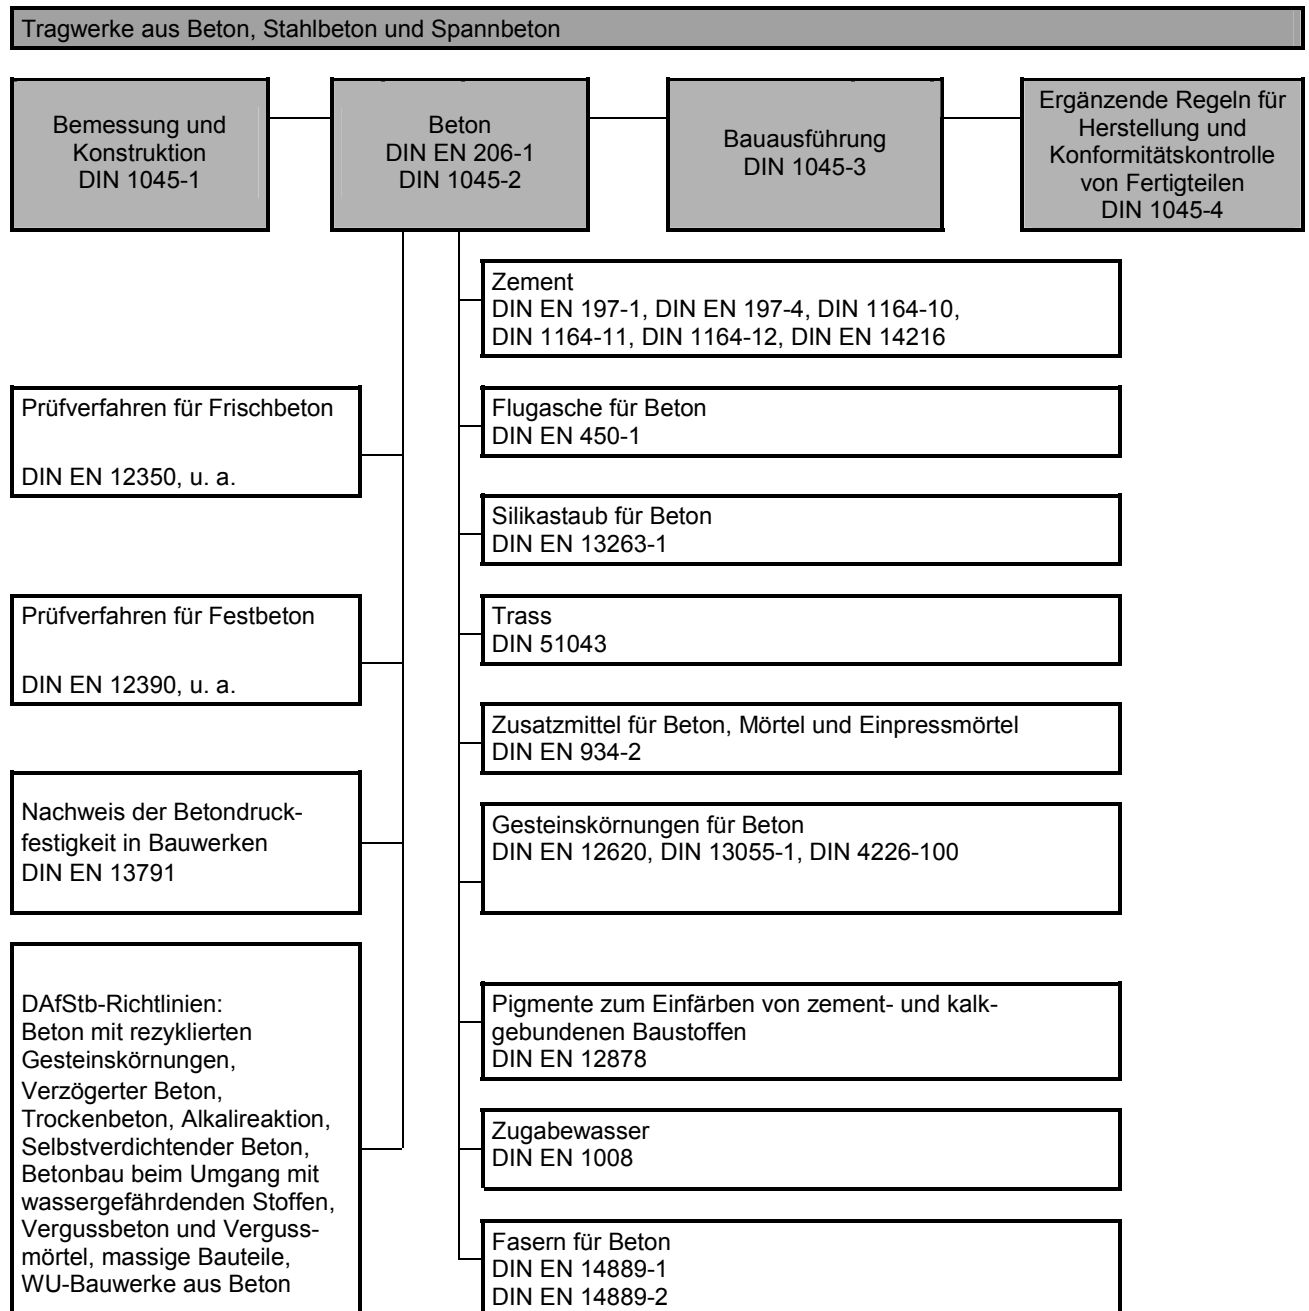 Tragwerke aus Beton, Stahlbeton und Spannbeton
Bemessung und
Konstruktion
DIN 1045-1
Beton
DIN EN 206-1
DIN 1045-2
Bauausführung
DIN 1045-3
Ergänzende Regeln für
Herstellung und
Konformitätskontrolle
von Fertigteilen
DIN 1045-4
Prüfverfahren für Frischbeton
DIN EN 12350, u. a.
Prüfverfahren für Festbeton
DIN EN 12390, u. a.
Nachweis der Betondruck-
festigkeit in Bauwerken
DIN EN 13791
DAfStb-Richtlinien:
Beton mit rezyklierten
Gesteinskörnungen,
Verzögerter Beton,
Trockenbeton, Alkalireaktion,
Selbstverdichtender Beton,
Betonbau beim Umgang mit
wassergefährdenden Stoffen,
Vergussbeton und Verguss-
mörtel, massige Bauteile,
WU-Bauwerke aus Beton
Zement
DIN EN 197-1, DIN EN 197-4, DIN 1164-10,
DIN 1164-11, DIN 1164-12, DIN EN 14216
Flugasche für Beton
DIN EN 450-1
Silikastaub für Beton
DIN EN 13263-1
Trass
DIN 51043
Zusatzmittel für Beton, Mörtel und Einpressmörtel
DIN EN 934-2
Gesteinskörnungen für Beton
DIN EN 12620, DIN 13055-1, DIN 4226-100
Pigmente zum Einfärben von zement- und kalk-
gebundenen Baustoffen
DIN EN 12878
Zugabewasser
DIN EN 1008
Fasern für Beton
DIN EN 14889-1
DIN EN 14889-2